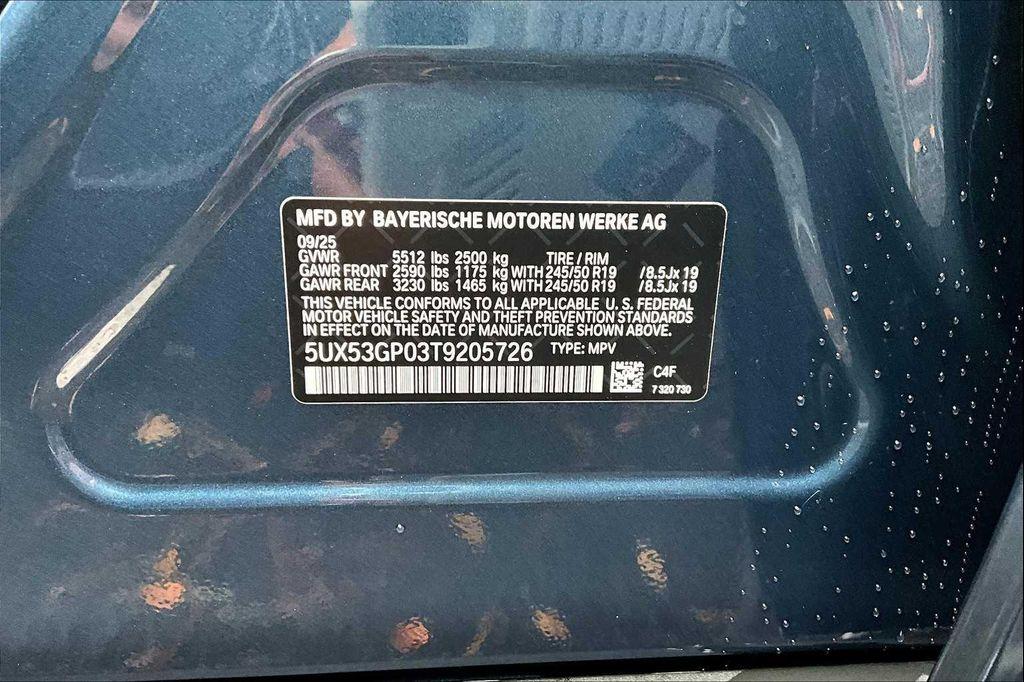 MFD BY BAYERISCHE MOTOREN WERKE AG
09/25
GVWR 5512 lbs 2500 kg TIRE / RIM
GAWR FRONT 2590 lbs 1175 kg WITH 245/50 R19 /8.5Jx19
GAWR REAR 3230 lbs 1465 kg WITH 245/50 R19 /8.5Jx19
THIS VEHICLE CONFORMS TO ALL APPLICABLE U.S. FEDERAL
MOTOR VEHICLE SAFETY AND THEFT PREVENTION STANDARDS
IN EFFECT ON THE DATE OF MANUFACTURE SHOWN ABOVE.
5UX53GP03T9205726 TYPE: MPV
C4F
7 320 730